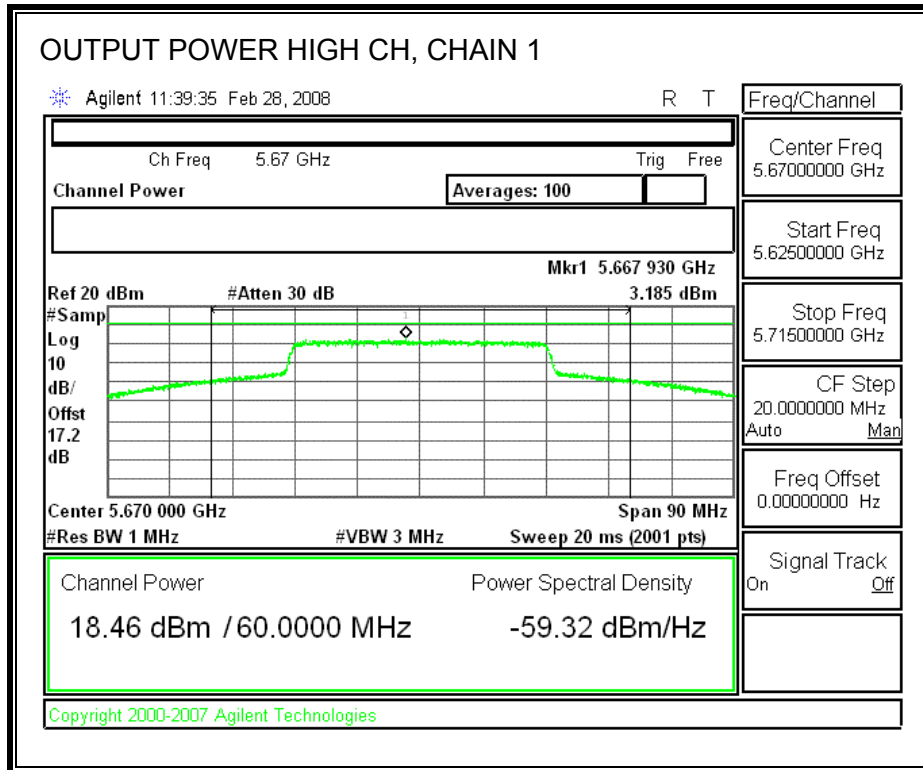 OUTPUT POWER HIGH CH, CHAIN 1
Agilent 11:39:35 Feb 28, 2008 R T
Ch Freq 5.67 GHz Trig Free
Channel Power Averages: 100
Mkr1 5.667 930 GHz
Ref 20 dBm #Atten 30 dB 3.185 dBm
#Samp
Log
10
dB/
Offst
17.2
dB
1
Center 5.670 000 GHz Span 90 MHz
#Res BW 1 MHz #VBW 3 MHz Sweep 20 ms (2001 pts)
Channel Power Power Spectral Density
18.46 dBm / 60.0000 MHz -59.32 dBm/Hz
Copyright 2000-2007 Agilent Technologies
Freq/Channel
Center Freq
5.67000000 GHz
Start Freq
5.62500000 GHz
Stop Freq
5.71500000 GHz
CF Step
20.0000000 MHz
Auto Man
Freq Offset
0.00000000 Hz
Signal Track
On Off